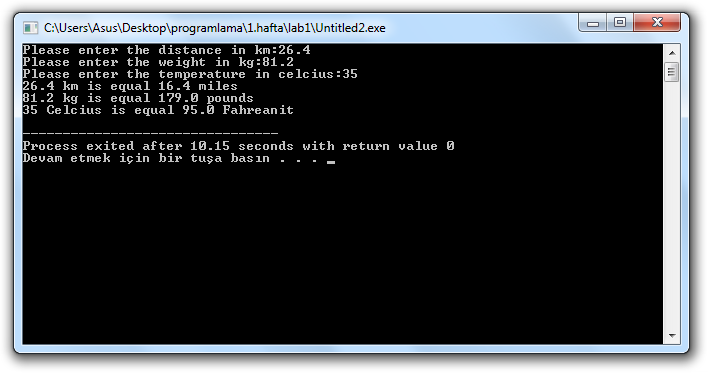 C:\Users\Asus\Desktop\programlama\1.hafta\lab1\Untitled2.exe
Please enter the distance in km:26.4
Please enter the weight in kg:81.2
Please enter the temperature in celcius:35
26.4 km is equal 16.4 miles
81.2 kg is equal 179.0 pounds
35 Celcius is equal 95.0 Fahreanit
--------------------------------
Process exited after 10.15 seconds with return value 0
Devam etmek için bir tuşa basın . . . _